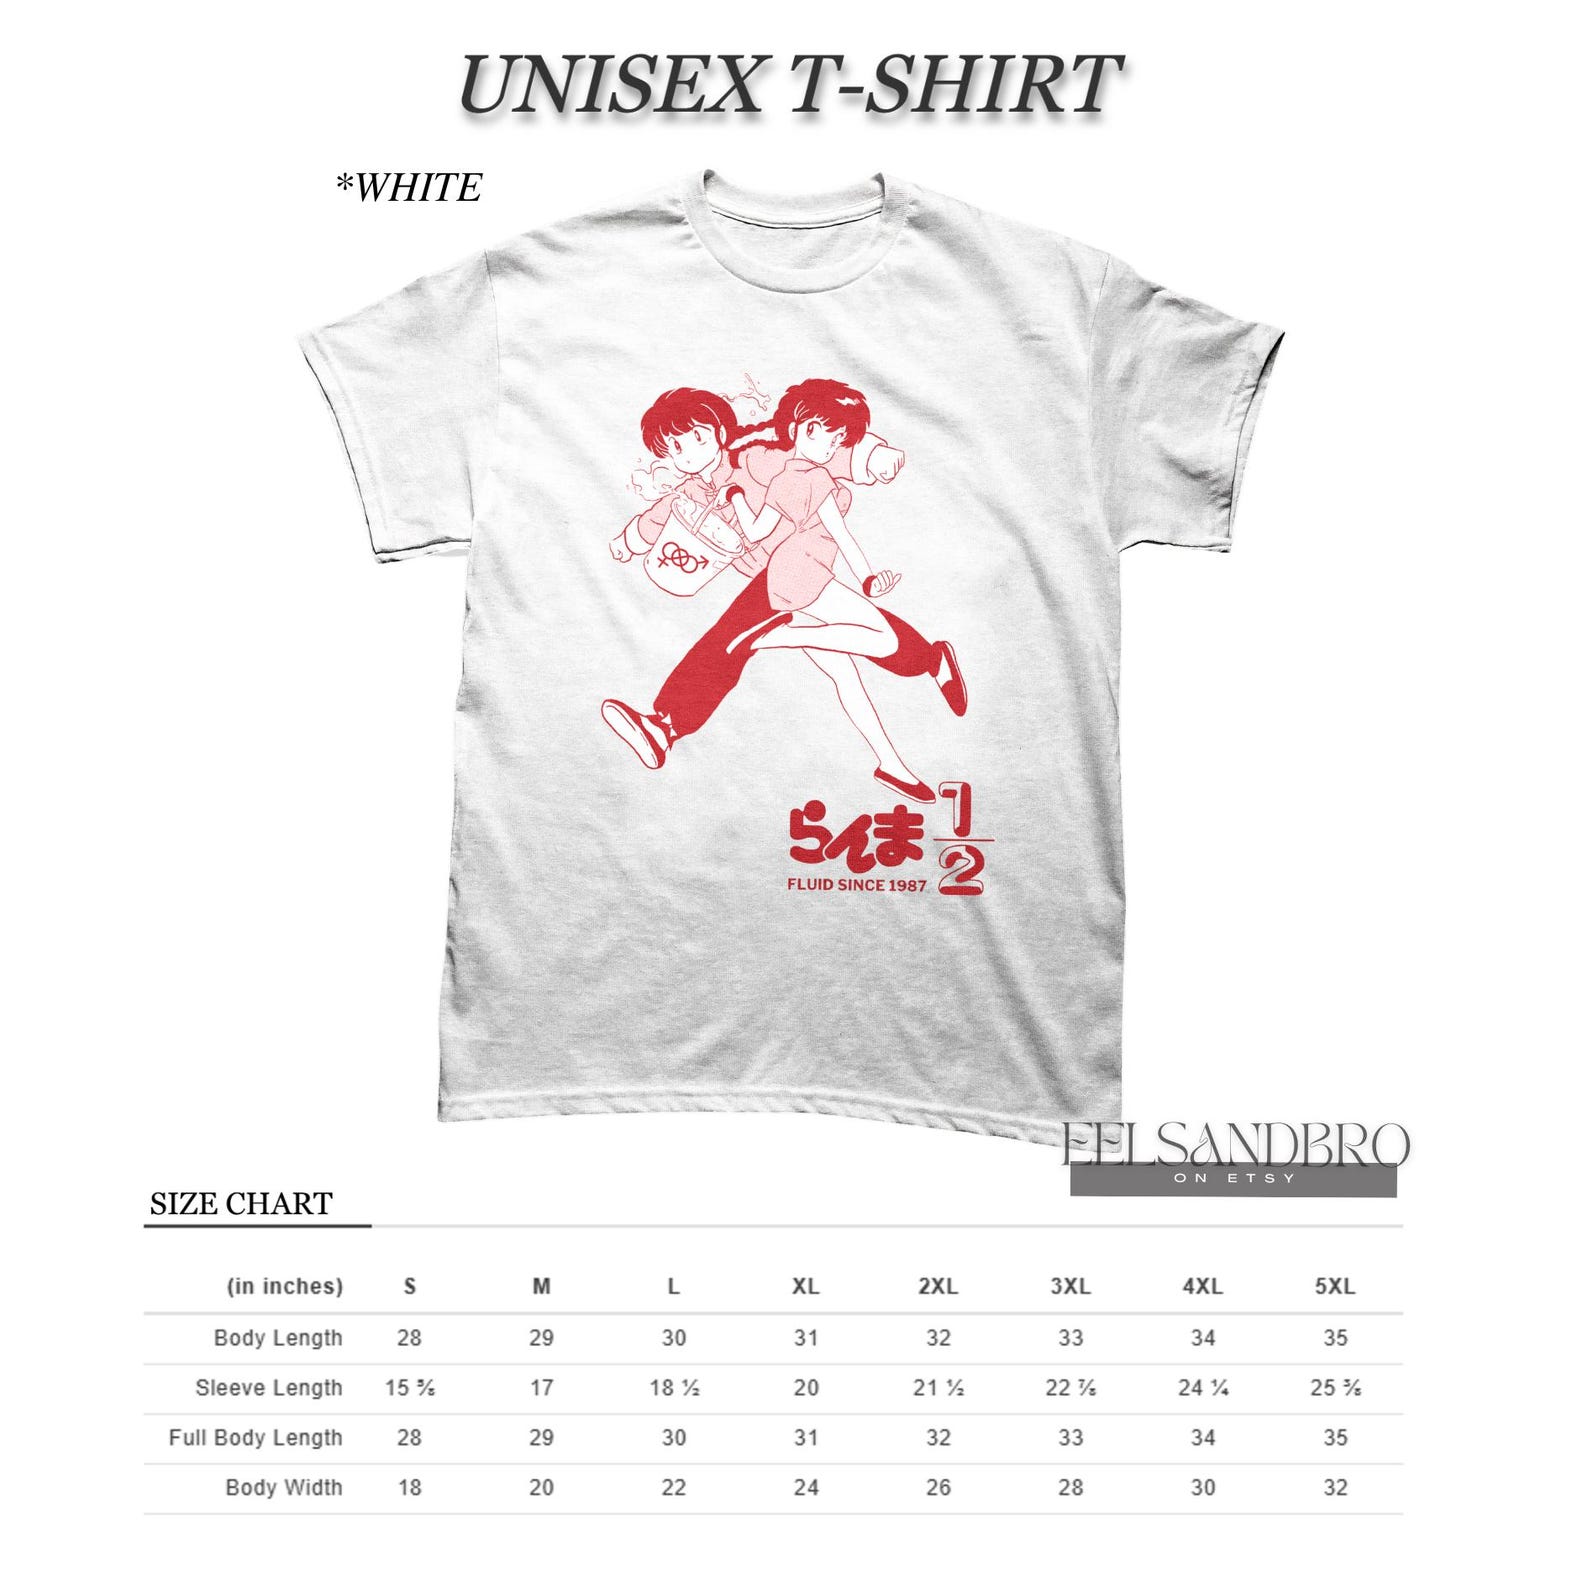 UNISEX T-SHIRT
*WHITE
らんま 1/2
FLUID SINCE 1987
EELSANDBRO
ON ETSY
SIZE CHART
(in inches) S M L XL 2XL 3XL 4XL 5XL
Body Length 28 29 30 31 32 33 34 35
Sleeve Length 15 ⅝ 17 18 ½ 20 21 ½ 22 ⅞ 24 ¼ 25 ⅝
Full Body Length 28 29 30 31 32 33 34 35
Body Width 18 20 22 24 26 28 30 32